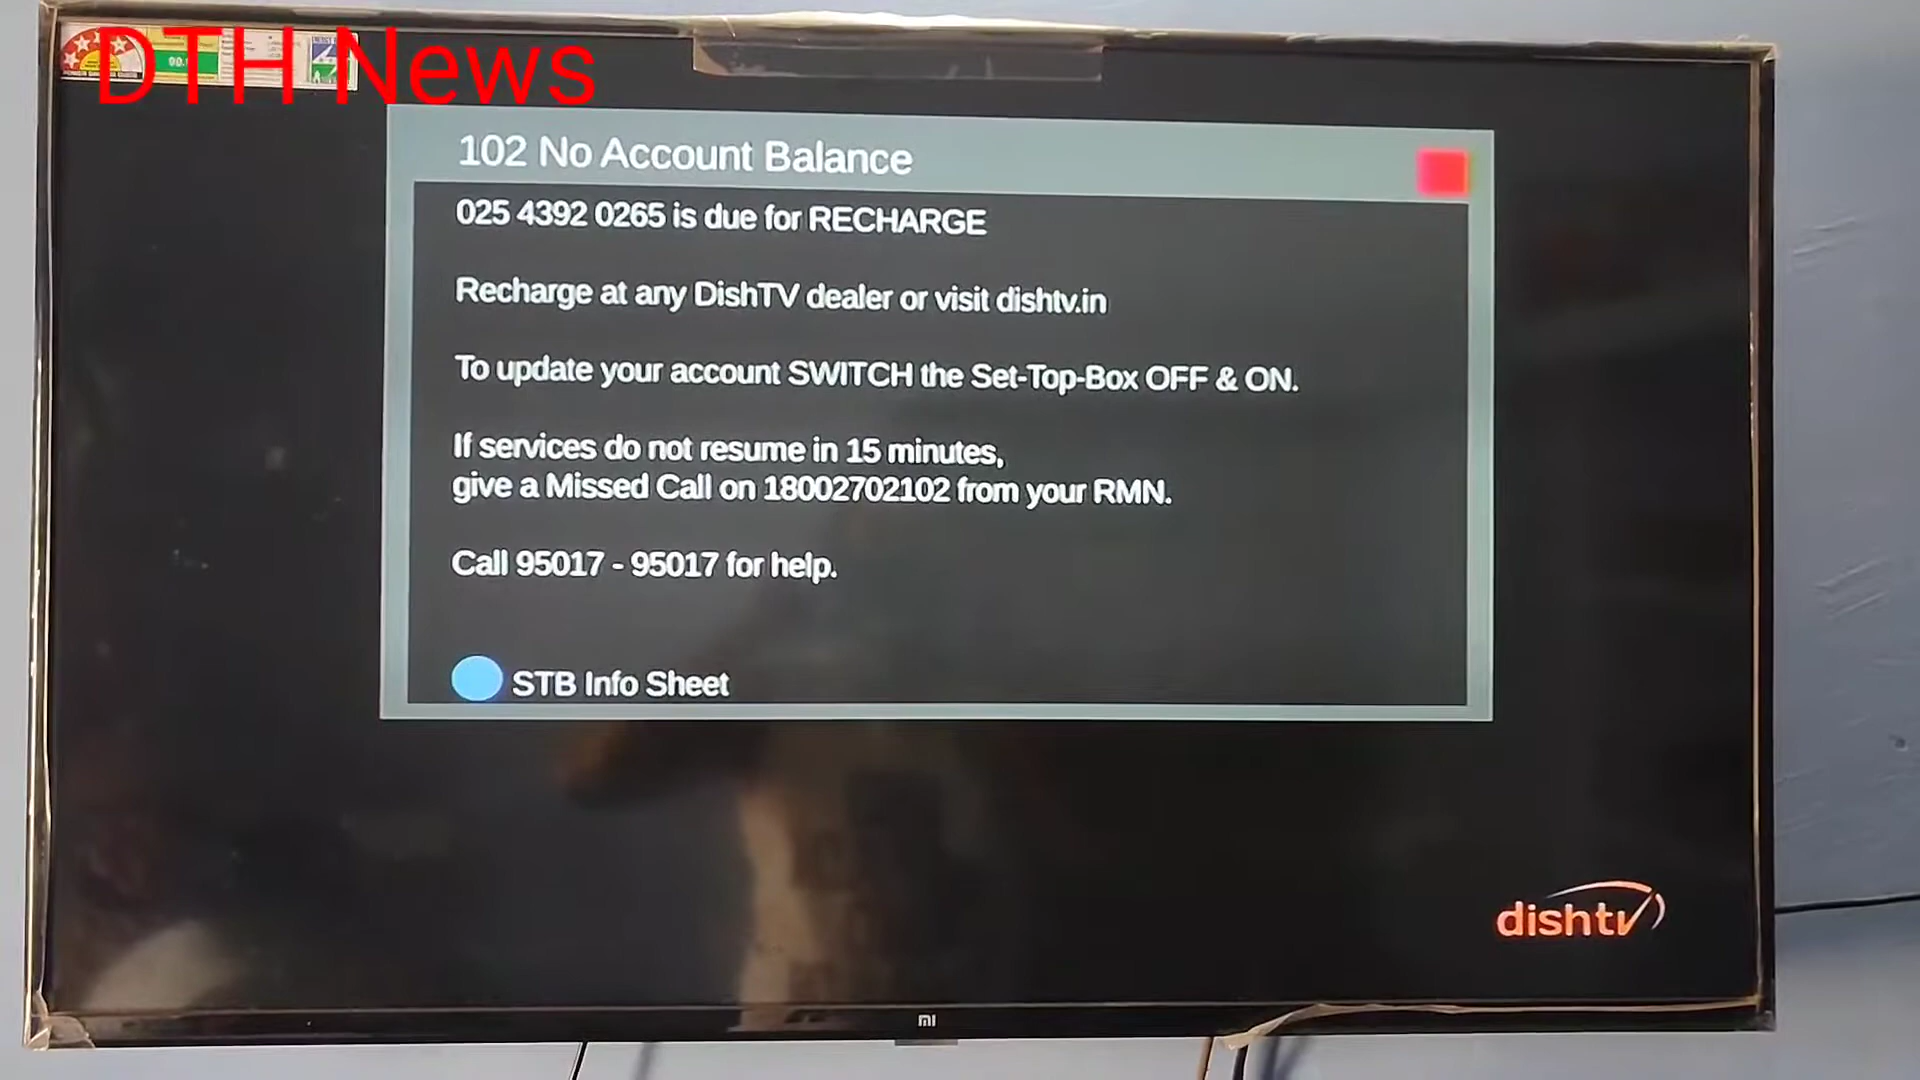 DTH News
102 No Account Balance
025 4392 0265 is due for RECHARGE
Recharge at any DishTV dealer or visit dishtv.in
To update your account SWITCH the Set-Top-Box OFF & ON.
If services do not resume in 15 minutes,
give a Missed Call on 18002702102 from your RMN.
Call 95017 - 95017 for help.
STB Info Sheet
dishtv
mi